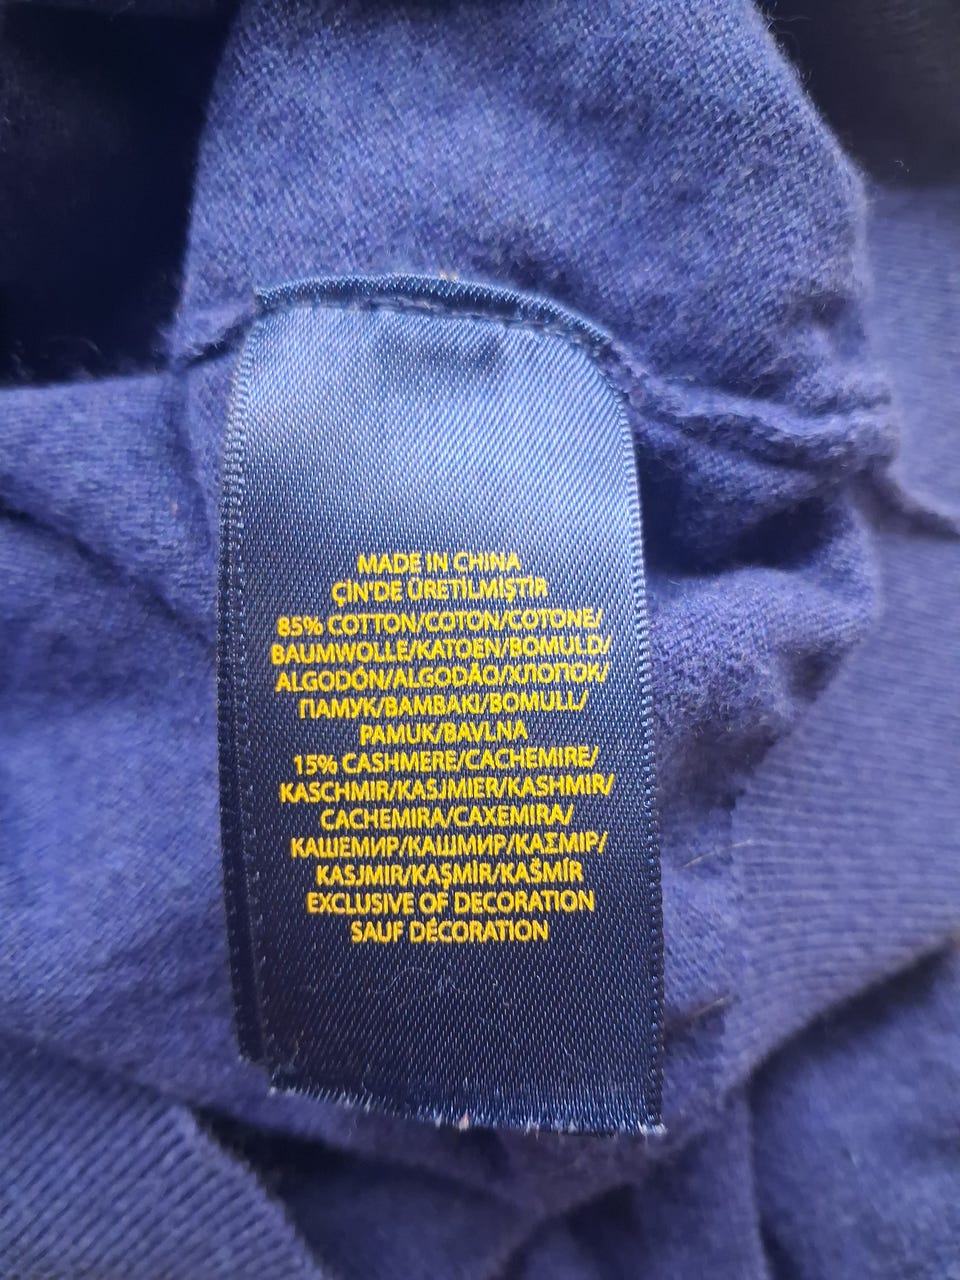 MADE IN CHINA
ÇİN'DE ÜRETİLMİŞTİR
85% COTTON/COTON/COTONE/
BAUMWOLLE/KATOEN/BOMULD/
ALGODÓN/ALGODÃO/ХЛОПОК/
ПАМУК/ΒΑΜΒΑΚΙ/BOMULL/
PAMUK/BAVLNA
15% CASHMERE/CACHEMIRE/
KASCHMIR/KASJMIER/KASHMIR/
CACHEMIRA/CAXEMIRA/
КАШЕМИР/КАШМИР/ΚΑΣΜΙΡ/
KASJMIR/KAŞMİR/KAŠMÍR
EXCLUSIVE OF DECORATION
SAUF DÉCORATION